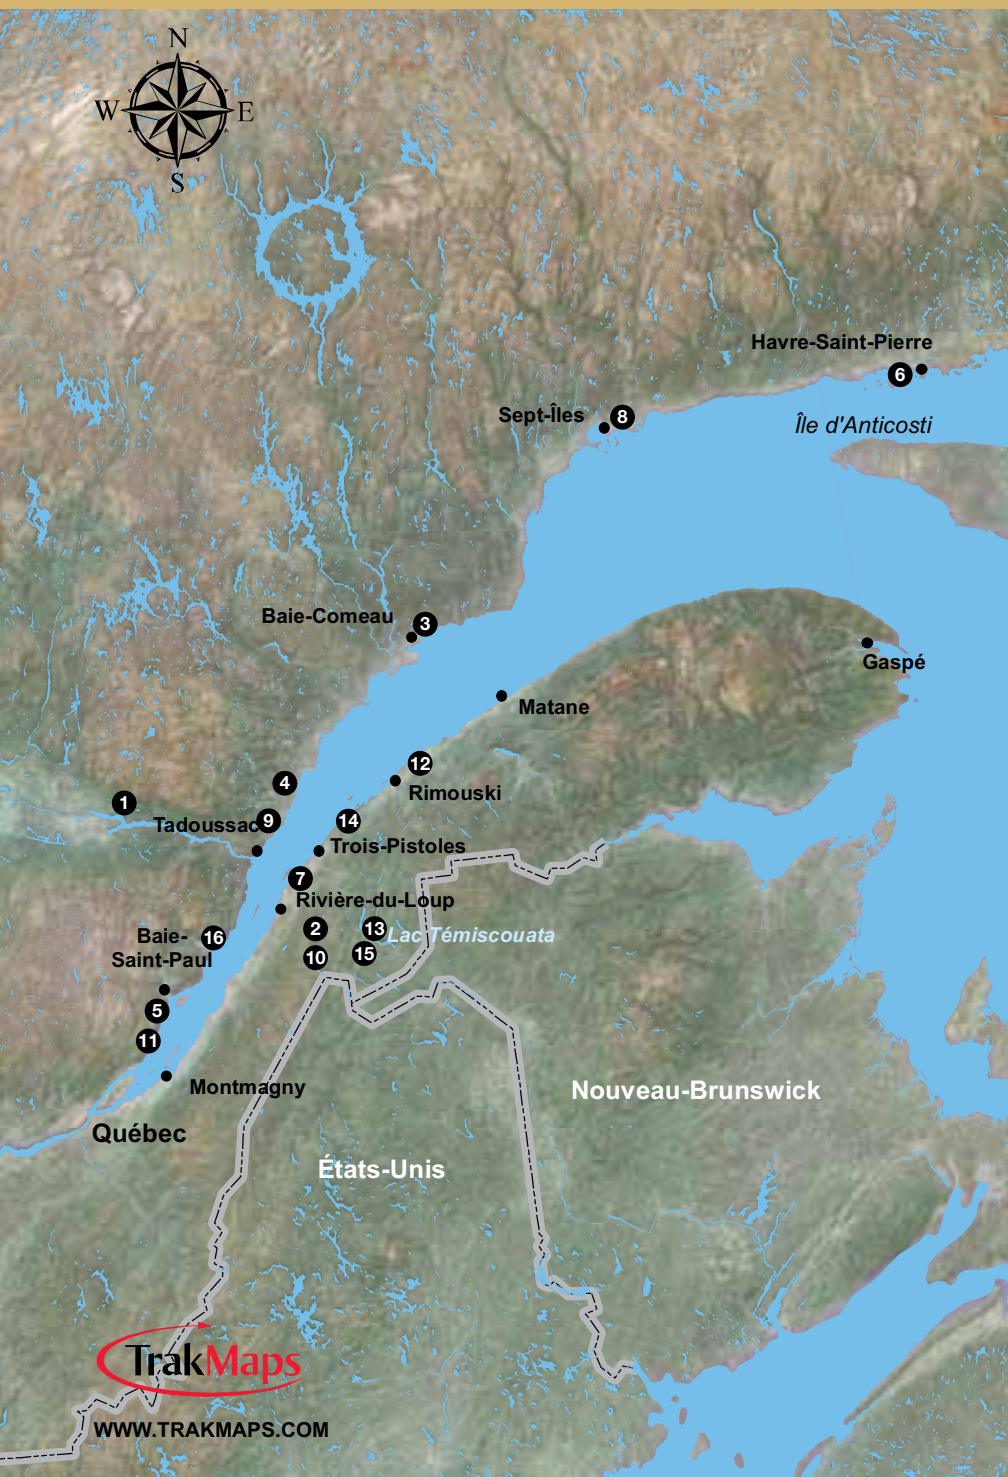 N
W E
S
Havre-Saint-Pierre
6
Sept-Îles 8
Île d'Anticosti
Baie-Comeau 3
Gaspé
Matane
12
4
Rimouski
1
9
Tadoussac
14
Trois-Pistoles
7
Rivière-du-Loup
2
13
Lac Témiscouata
16
Baie-
Saint-Paul
15
10
5
11
Montmagny
Nouveau-Brunswick
Québec
États-Unis
TrakMaps
WWW.TRAKMAPS.COM